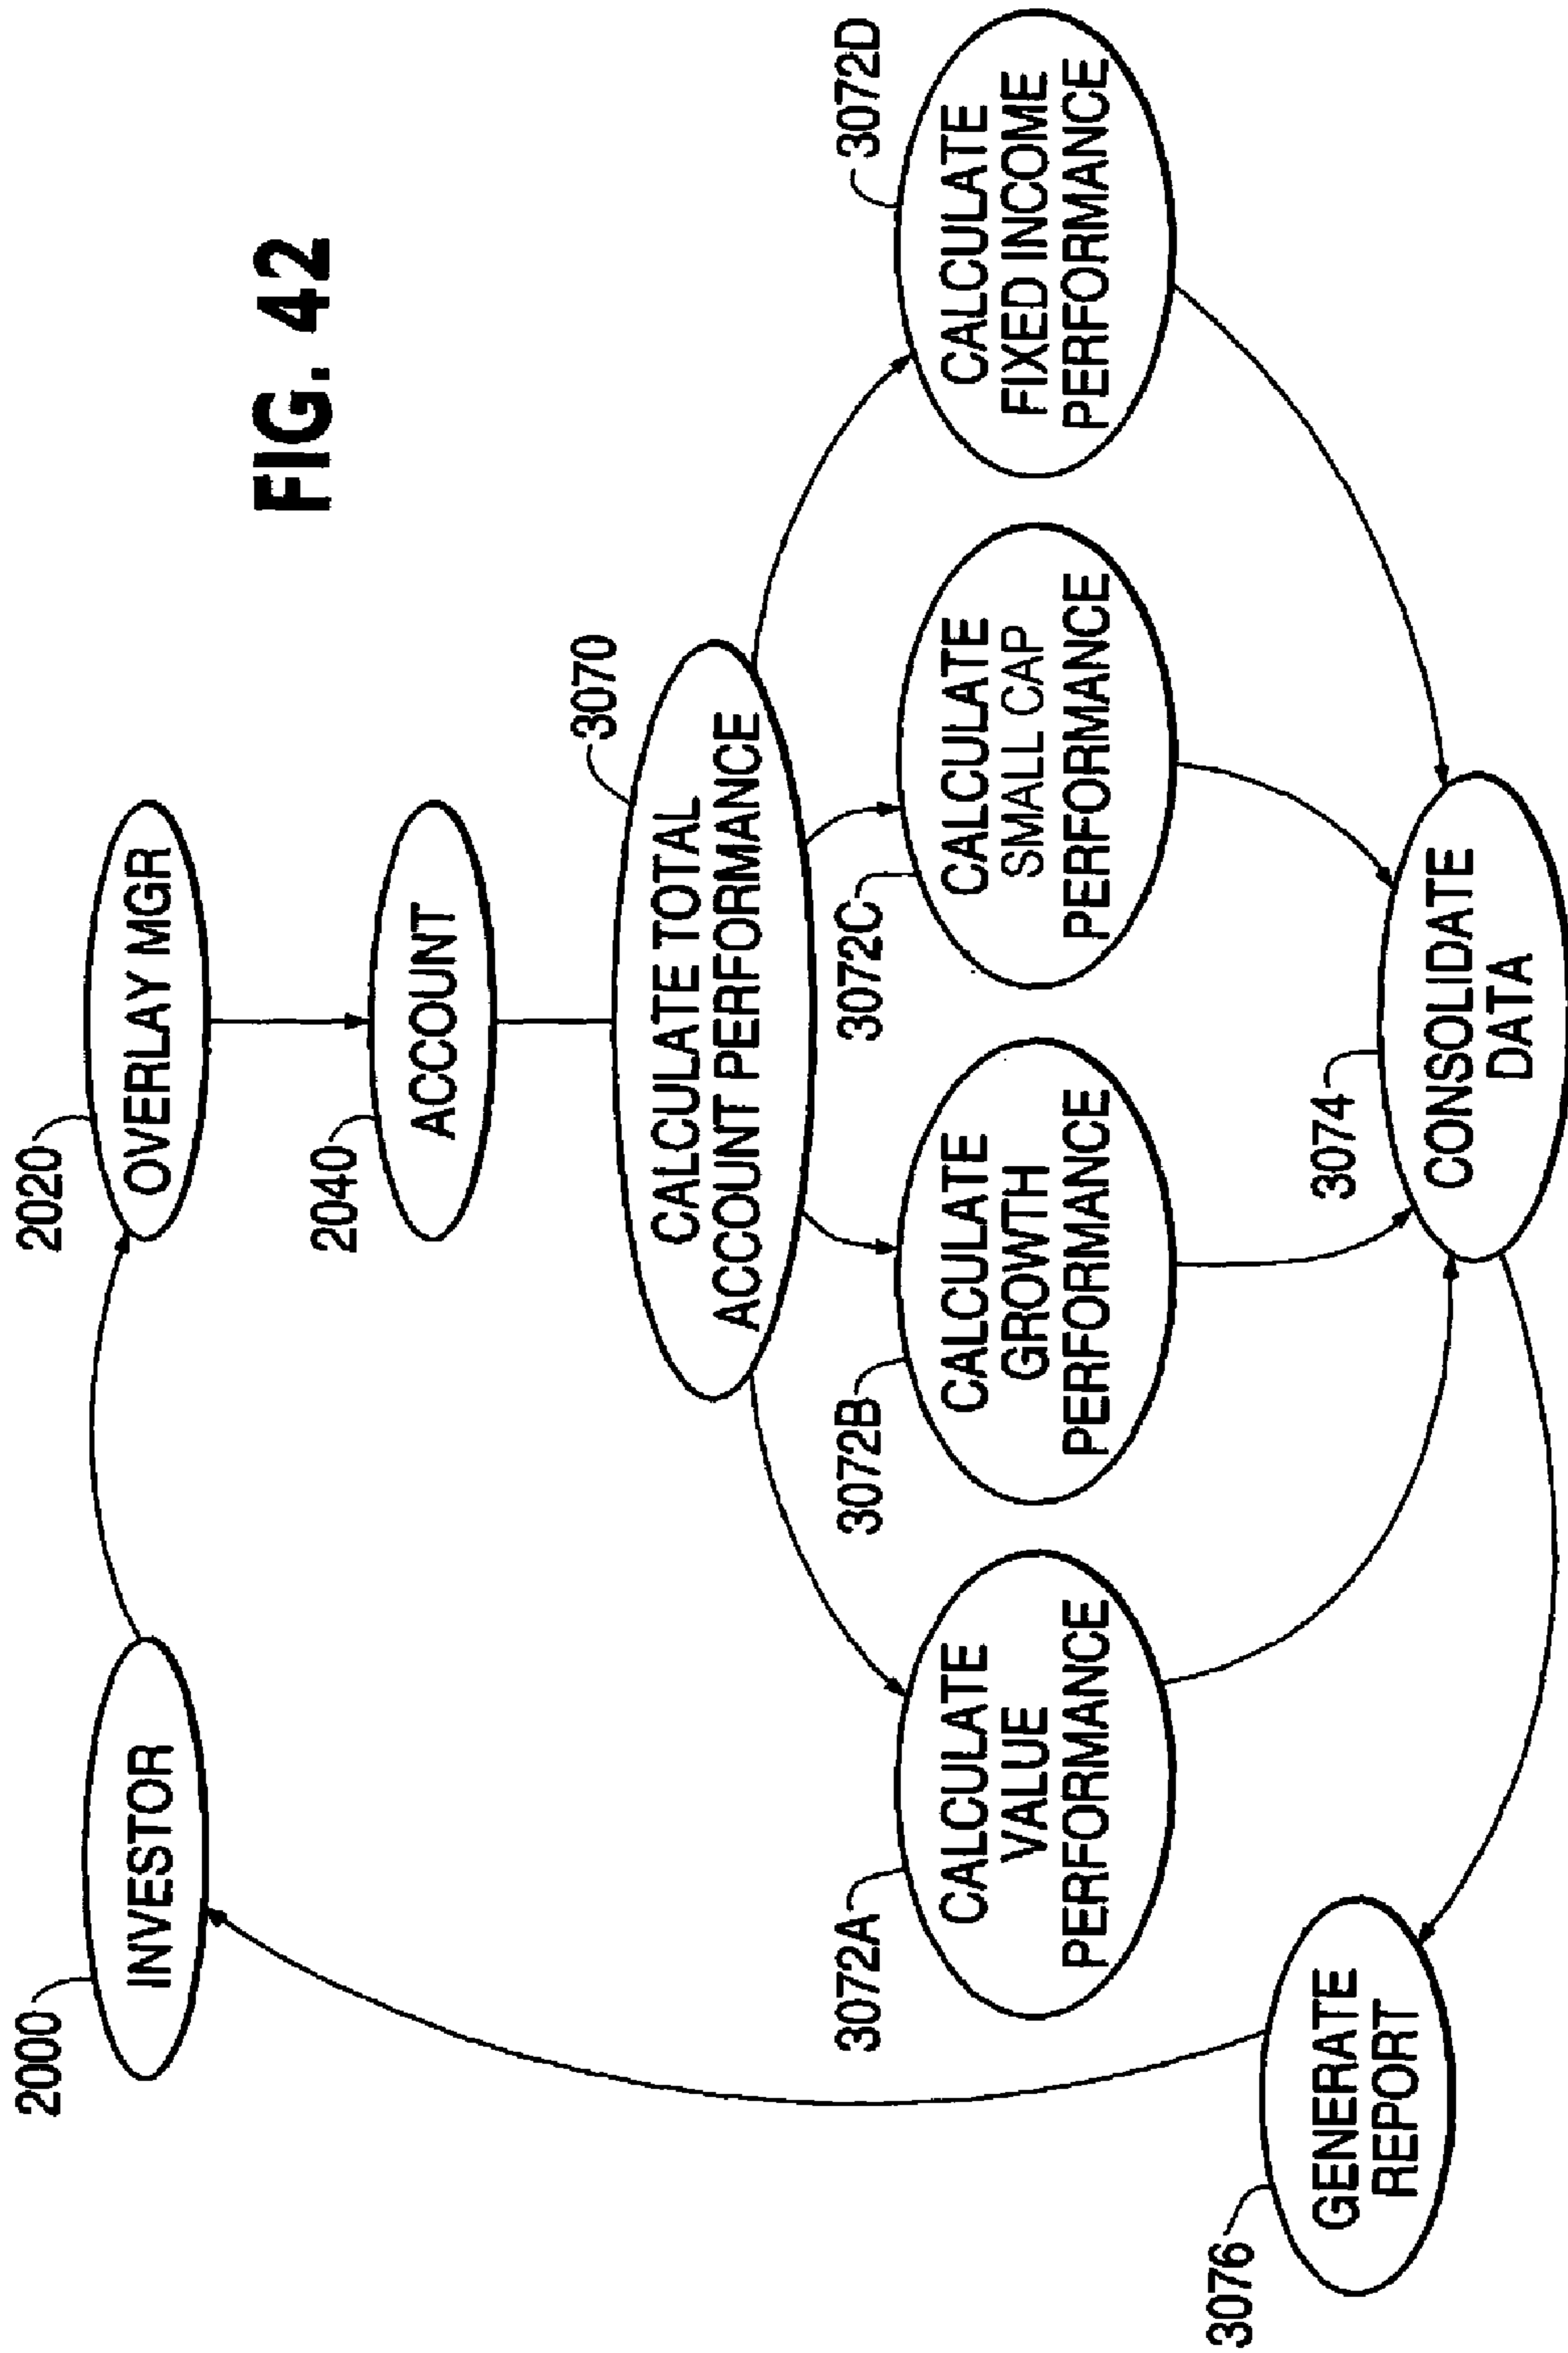 FIG. 42
2000
INVESTOR
2020
OVERLAY MGR
2040
ACCOUNT
3070
CALCULATE TOTAL
ACCOUNT PERFORMANCE
3072A
CALCULATE
VALUE
PERFORMANCE
3072B
CALCULATE
GROWTH
PERFORMANCE
3072C
CALCULATE
SMALL CAP
PERFORMANCE
3072D
CALCULATE
FIXED INCOME
PERFORMANCE
3074
CONSOLIDATE
DATA
3076
GENERATE
REPORT